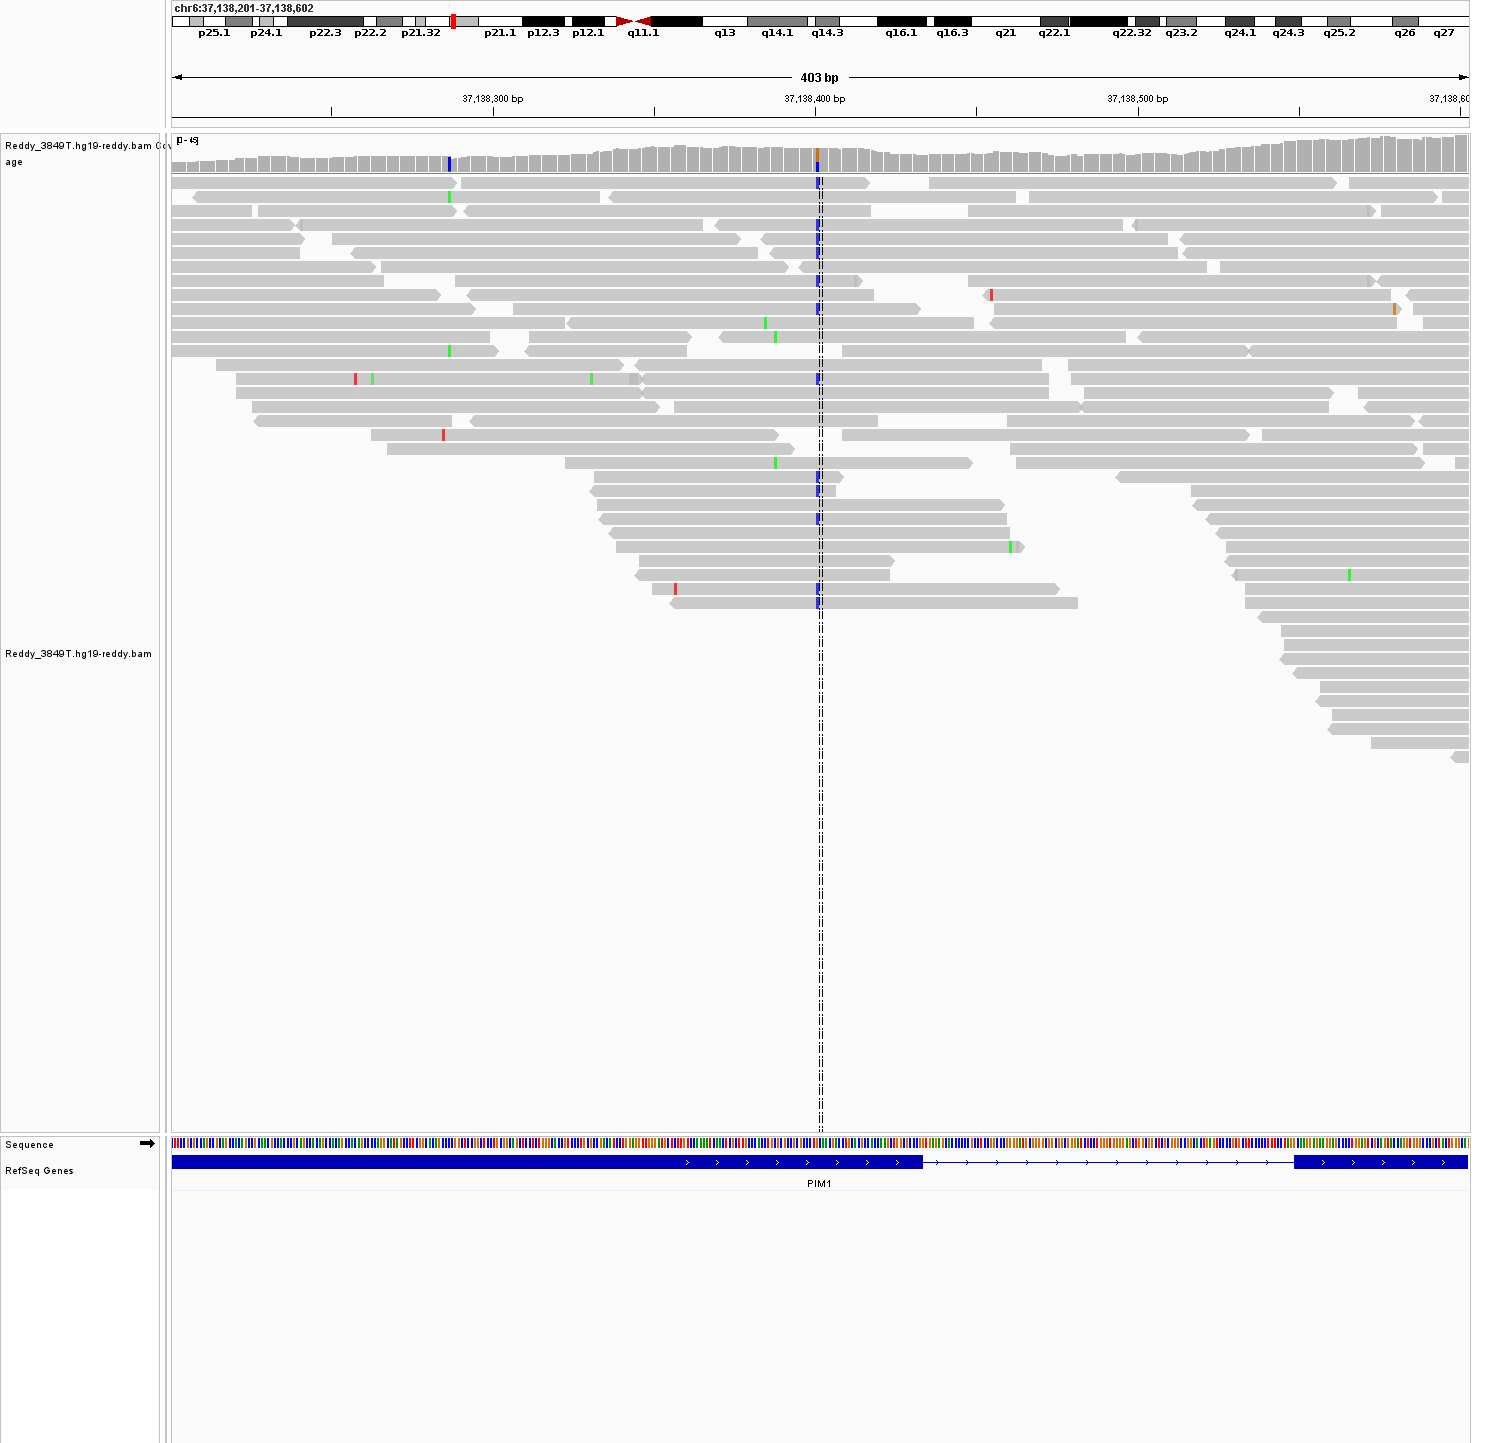 chr6:37,138,201-37,138,602
p25.1 p24.1 p22.3 p22.2 p21.32 p21.1 p12.3 p12.1 q11.1 q13 q14.1 q14.3 q16.1 q16.3 q21 q22.1 q22.32 q23.2 q24.1 q24.3 q25.2 q26 q27
403 bp
37,138,300 bp 37,138,400 bp 37,138,500 bp 37,138,60
[0 - 45]
Reddy_3849T.hg19-reddy.bam Cov
age
Reddy_3849T.hg19-reddy.bam
Sequence
RefSeq Genes
PIM1